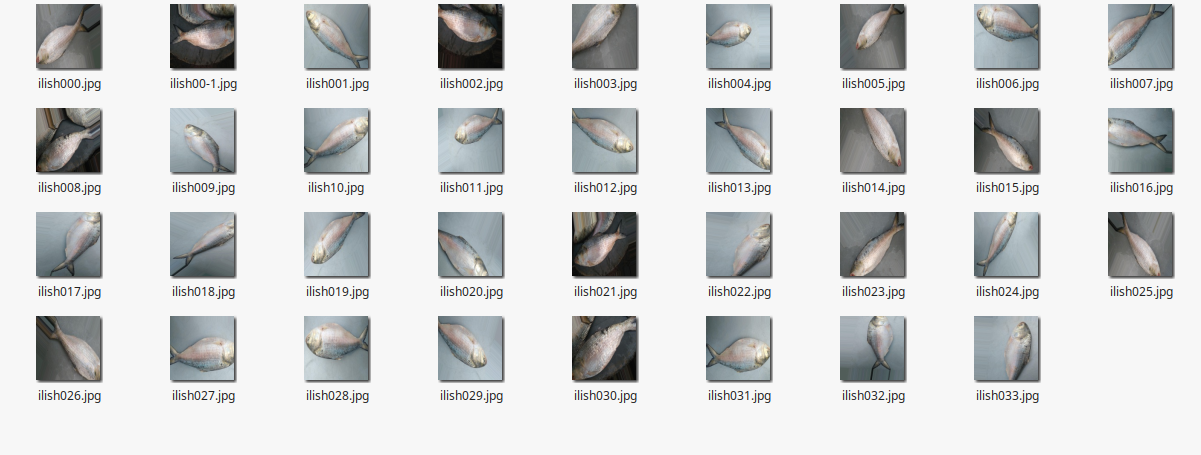 ilish000.jpg ilish00-1.jpg ilish001.jpg ilish002.jpg ilish003.jpg ilish004.jpg ilish005.jpg ilish006.jpg ilish007.jpg
ilish008.jpg ilish009.jpg ilish10.jpg ilish011.jpg ilish012.jpg ilish013.jpg ilish014.jpg ilish015.jpg ilish016.jpg
ilish017.jpg ilish018.jpg ilish019.jpg ilish020.jpg ilish021.jpg ilish022.jpg ilish023.jpg ilish024.jpg ilish025.jpg
ilish026.jpg ilish027.jpg ilish028.jpg ilish029.jpg ilish030.jpg ilish031.jpg ilish032.jpg ilish033.jpg